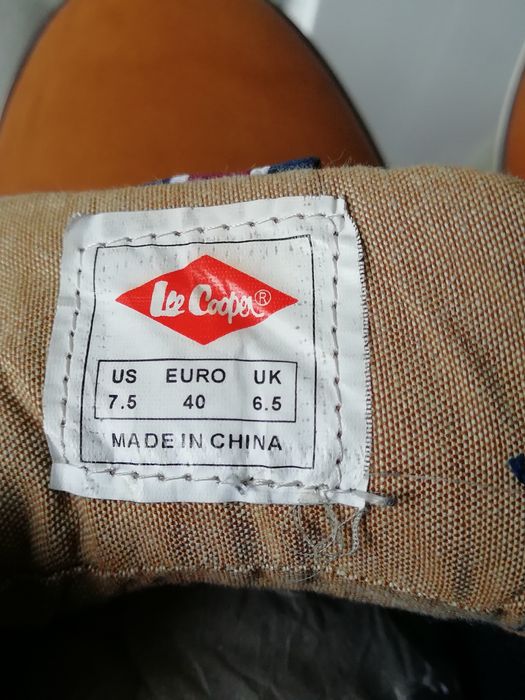 Lee Cooper®
US EURO UK
7.5 40 6.5
MADE IN CHINA